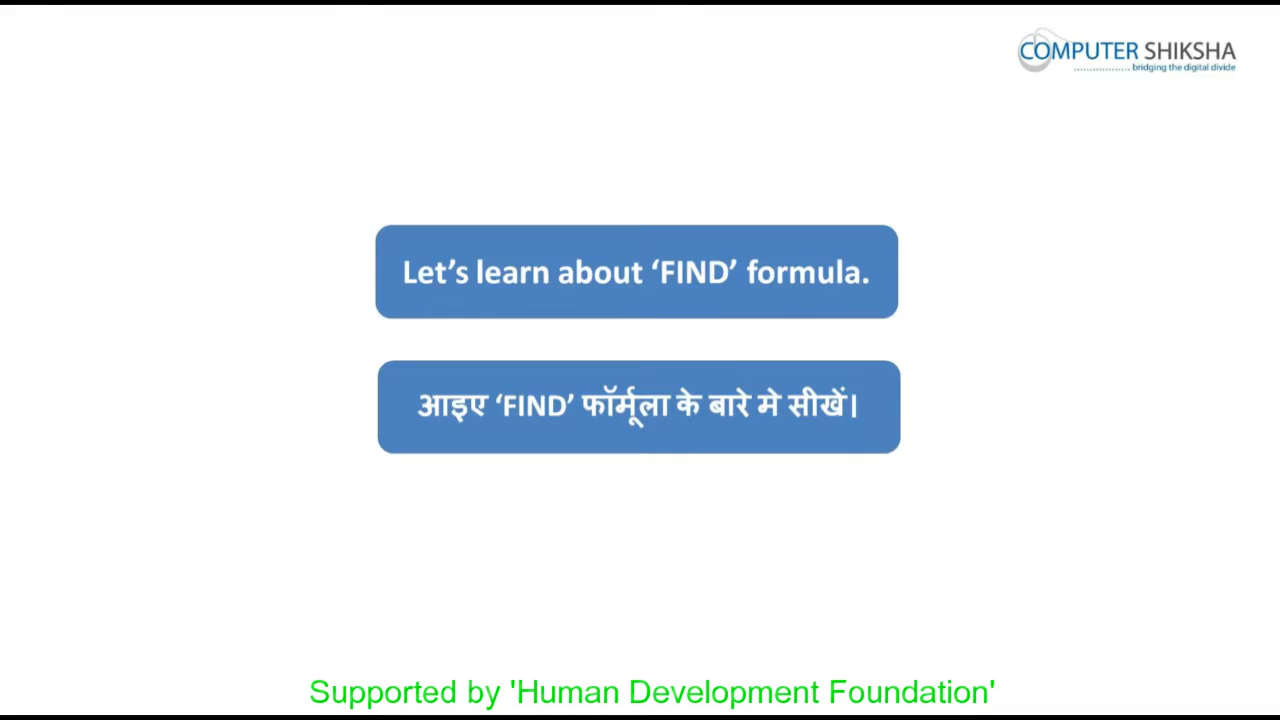 COMPUTER SHIKSHA
bridging the digital divide
Let’s learn about ‘FIND’ formula.
आइए ‘FIND’ फॉर्मूला के बारे मे सीखें।
Supported by 'Human Development Foundation'